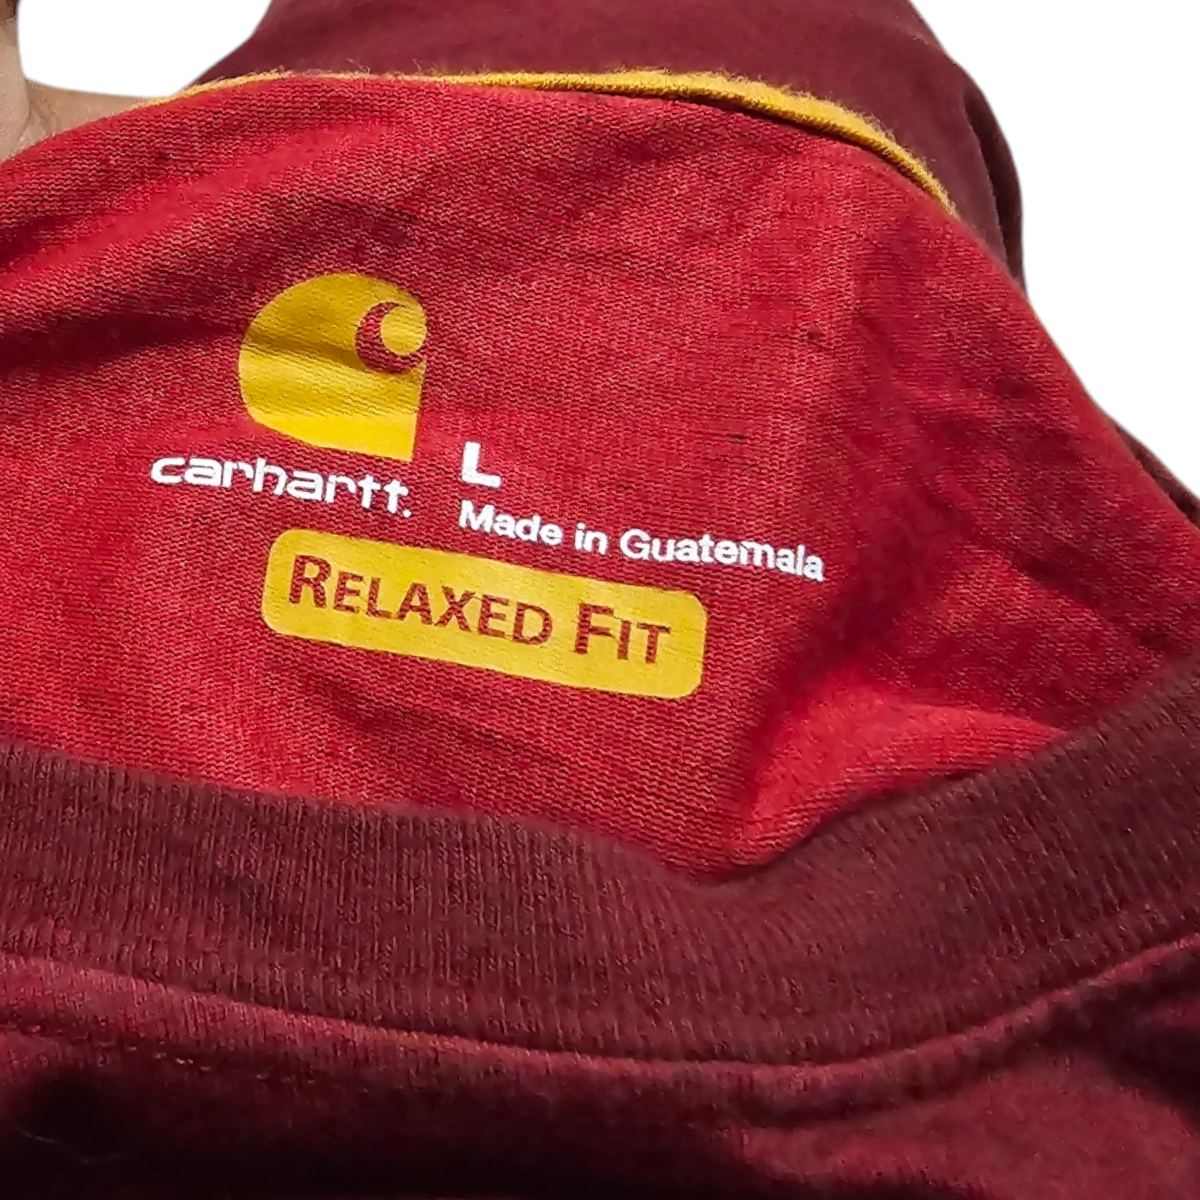 carhartt.
L
Made in Guatemala
RELAXED FIT